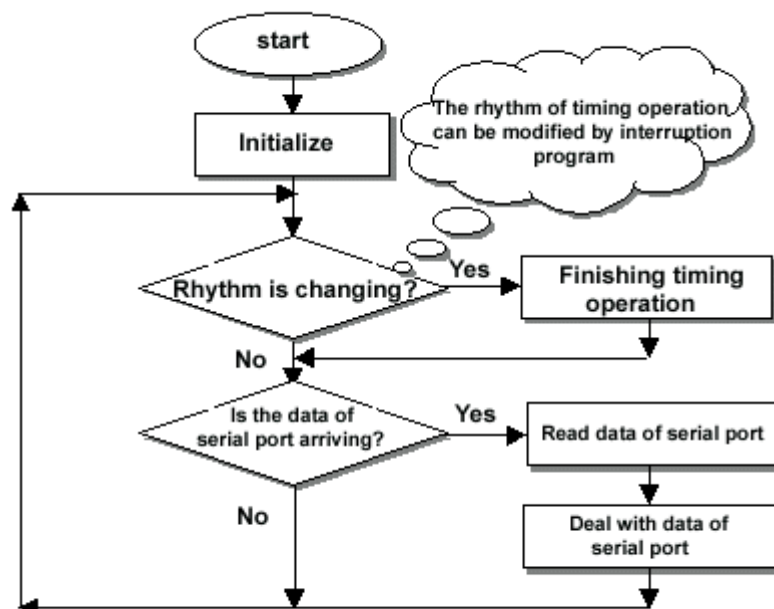 start
The rhythm of timing operation
can be modified by interruption
program
Initialize
Rhythm is changing?
Yes
Finishing timing
operation
No
Is the data of
serial port arriving?
Yes
Read data of serial port
No
Deal with data of
serial port